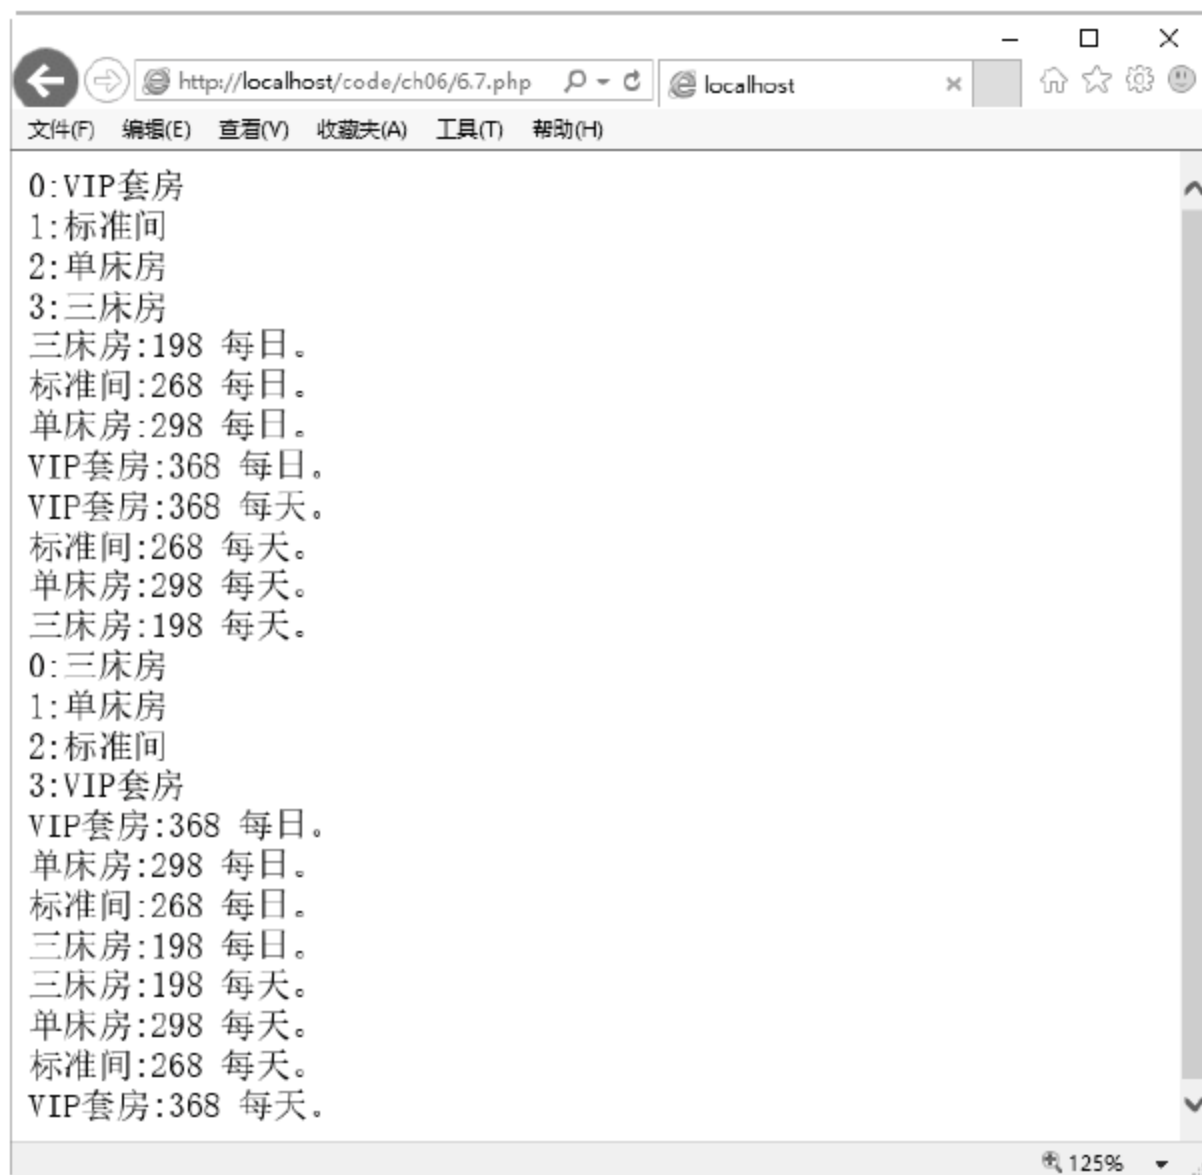 http://localhost/code/ch06/6.7.php
localhost
文件(F) 编辑(E) 查看(V) 收藏夹(A) 工具(T) 帮助(H)
0:VIP套房
1:标准间
2:单床房
3:三床房
三床房:198 每日。
标准间:268 每日。
单床房:298 每日。
VIP套房:368 每日。
VIP套房:368 每天。
标准间:268 每天。
单床房:298 每天。
三床房:198 每天。
0:三床房
1:单床房
2:标准间
3:VIP套房
VIP套房:368 每日。
单床房:298 每日。
标准间:268 每日。
三床房:198 每日。
三床房:198 每天。
单床房:298 每天。
标准间:268 每天。
VIP套房:368 每天。
125%